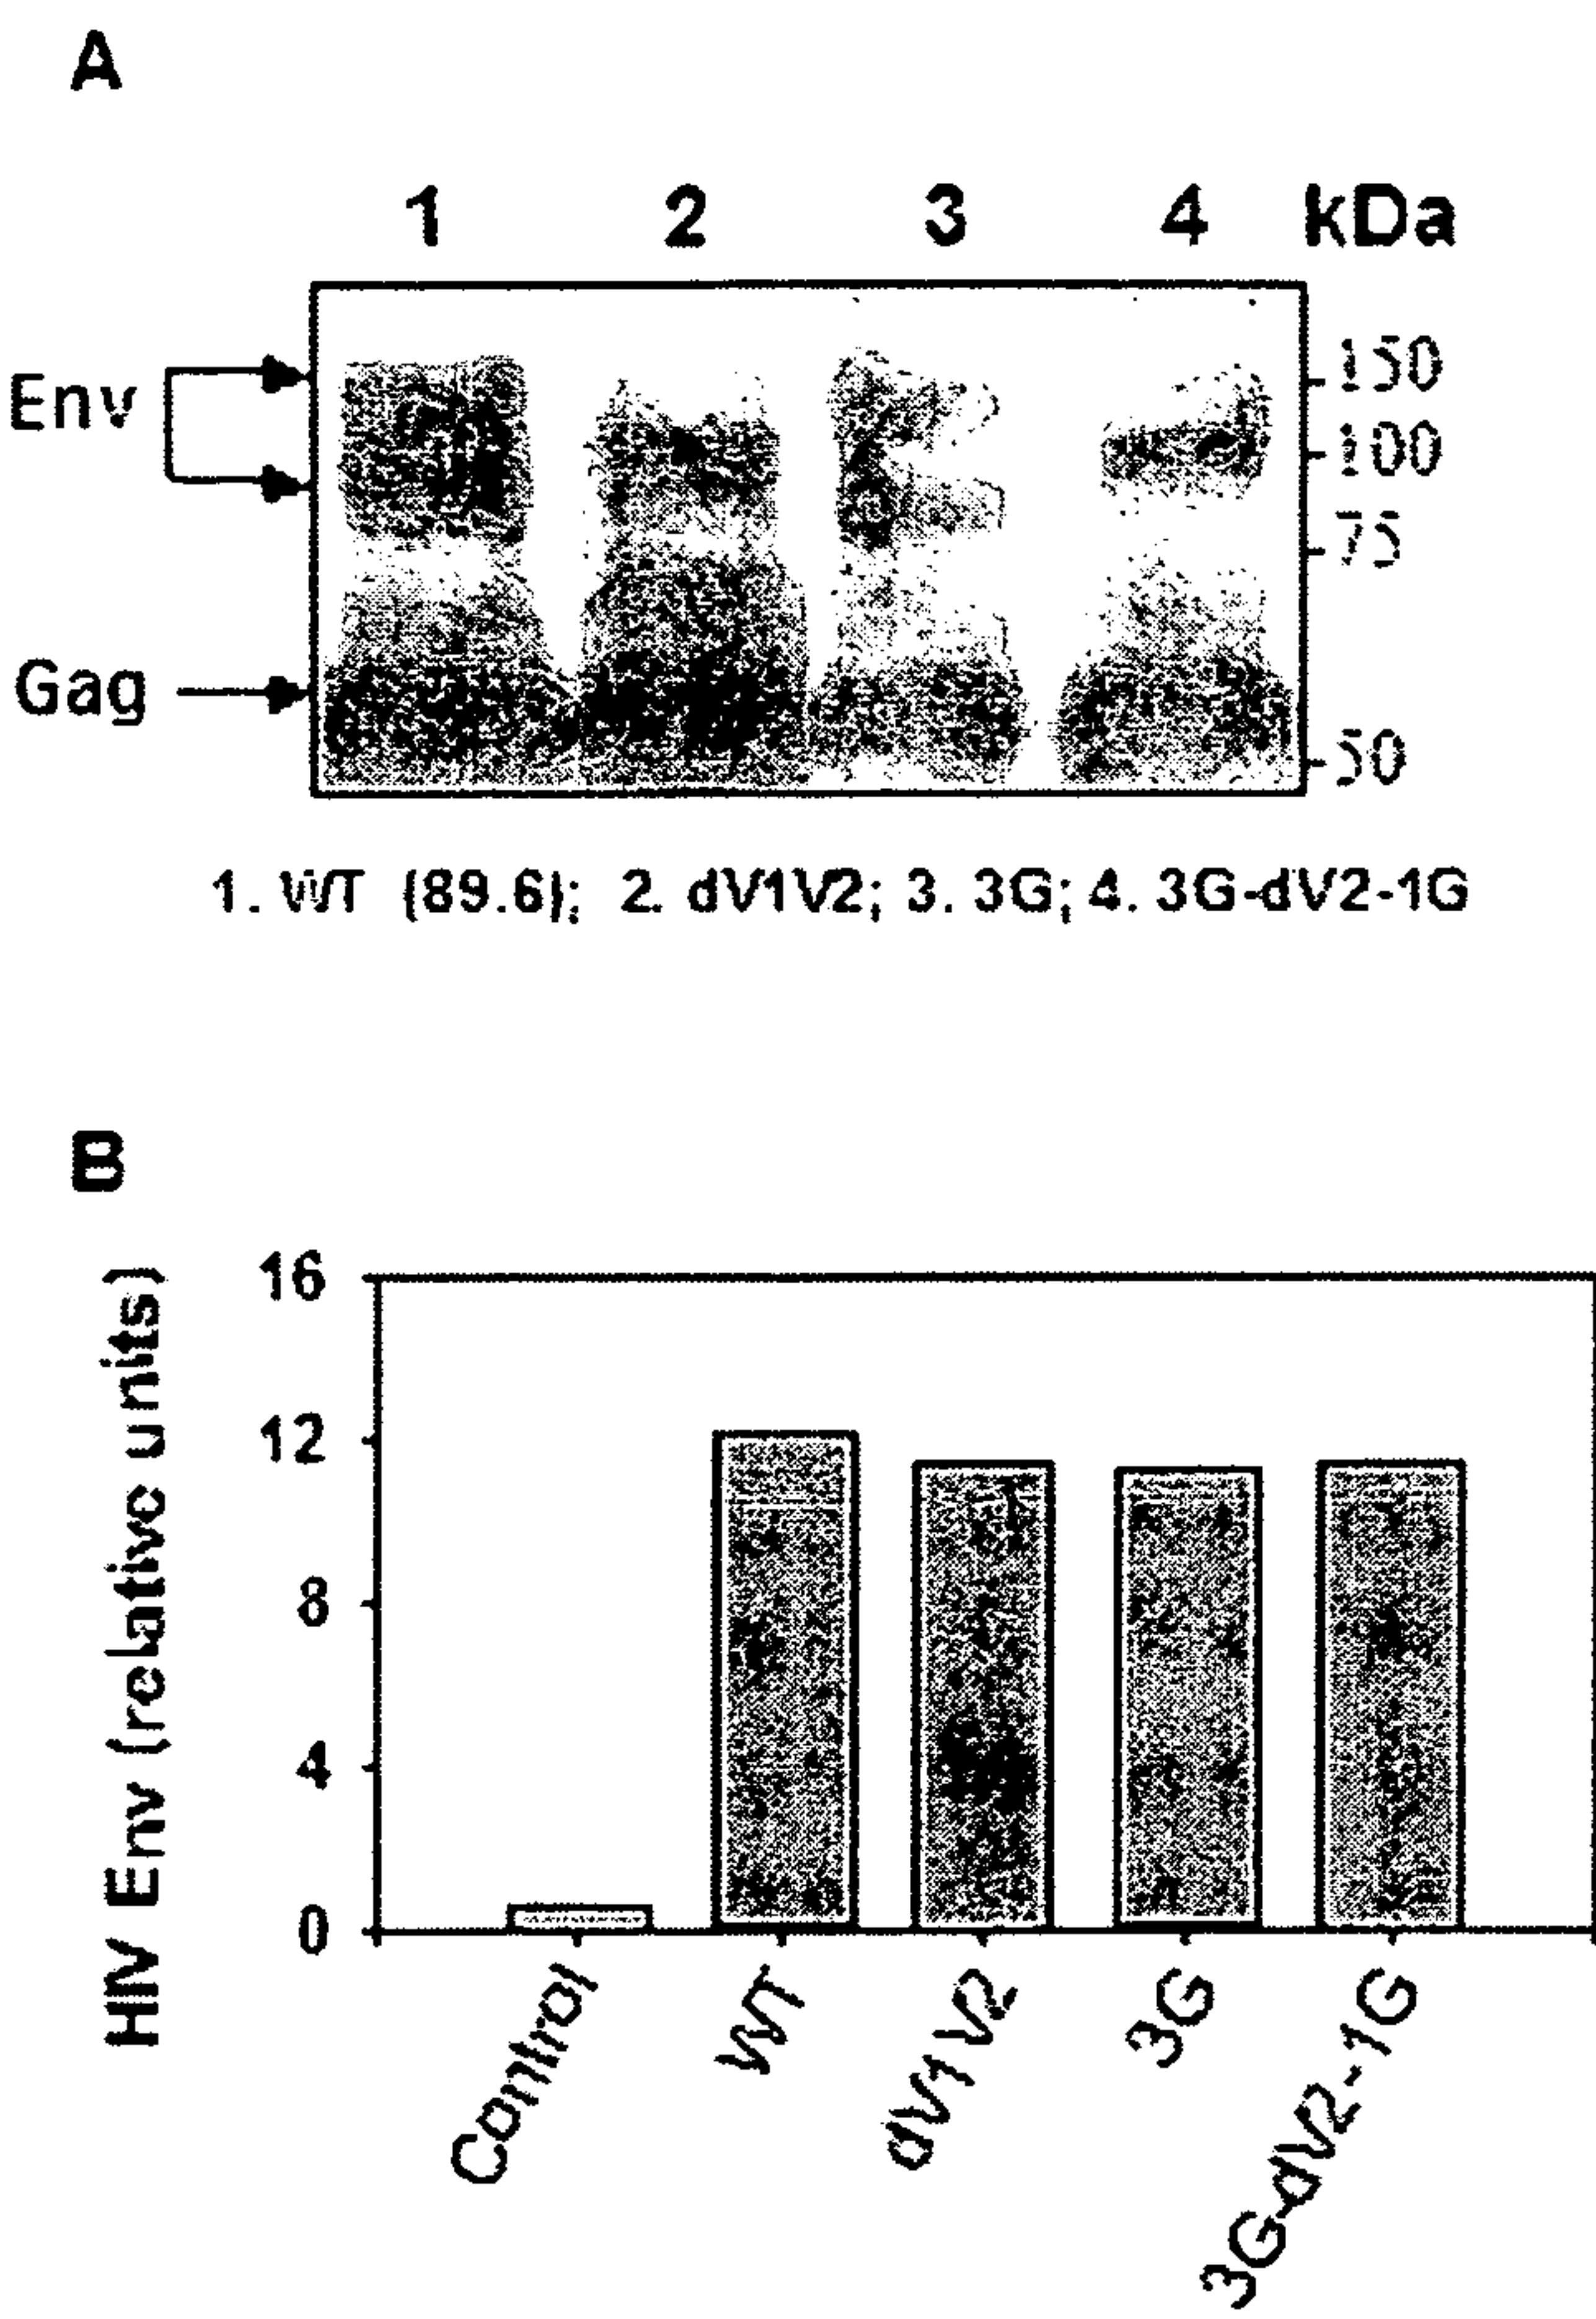 A
1 2 3 4 kDa
Env
150
100
75
Gag
50
1. WT (89.6); 2. dV1V2; 3. 3G; 4. 3G-dV2-1G
B
HIV Env (relative units)
16
12
8
4
0
Control
WT
dV1V2
3G
3G-dV2-1G